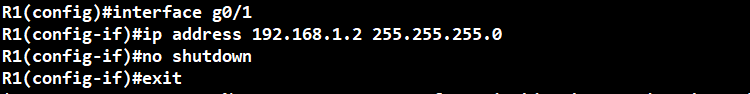 R1(config)#interface g0/1
R1(config-if)#ip address 192.168.1.2 255.255.255.0
R1(config-if)#no shutdown
R1(config-if)#exit